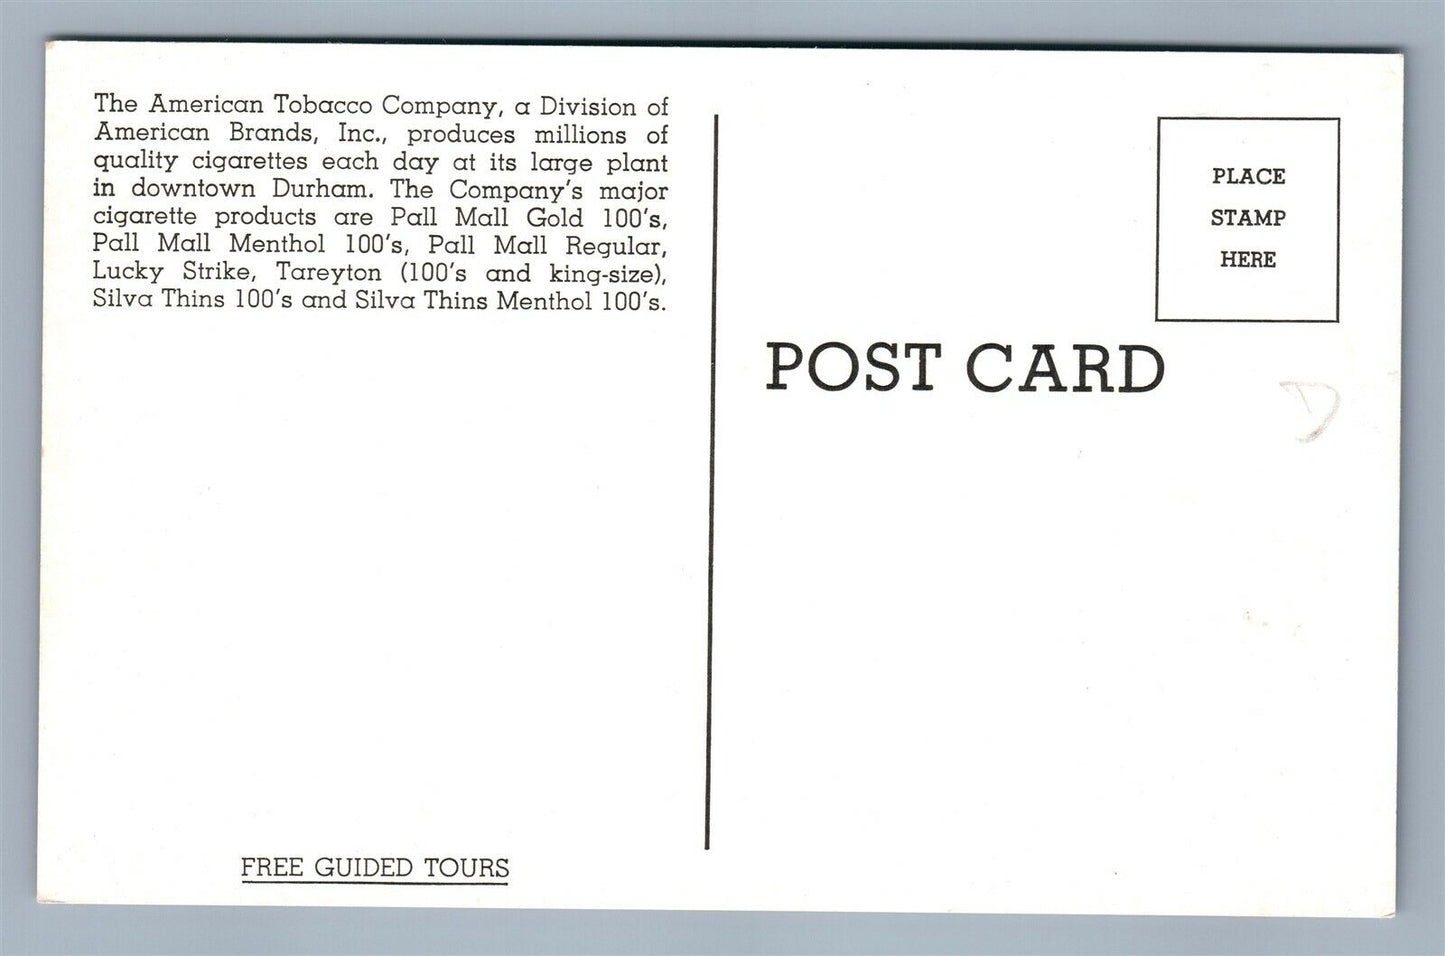 The American Tobacco Company, a Division of
American Brands, Inc., produces millions of
quality cigarettes each day at its large plant
in downtown Durham. The Company's major
cigarette products are Pall Mall Gold 100's,
Pall Mall Menthol 100's, Pall Mall Regular,
Lucky Strike, Tareyton (100's and king-size),
Silva Thins 100's and Silva Thins Menthol 100's.
FREE GUIDED TOURS
PLACE
STAMP
HERE
POST CARD
D